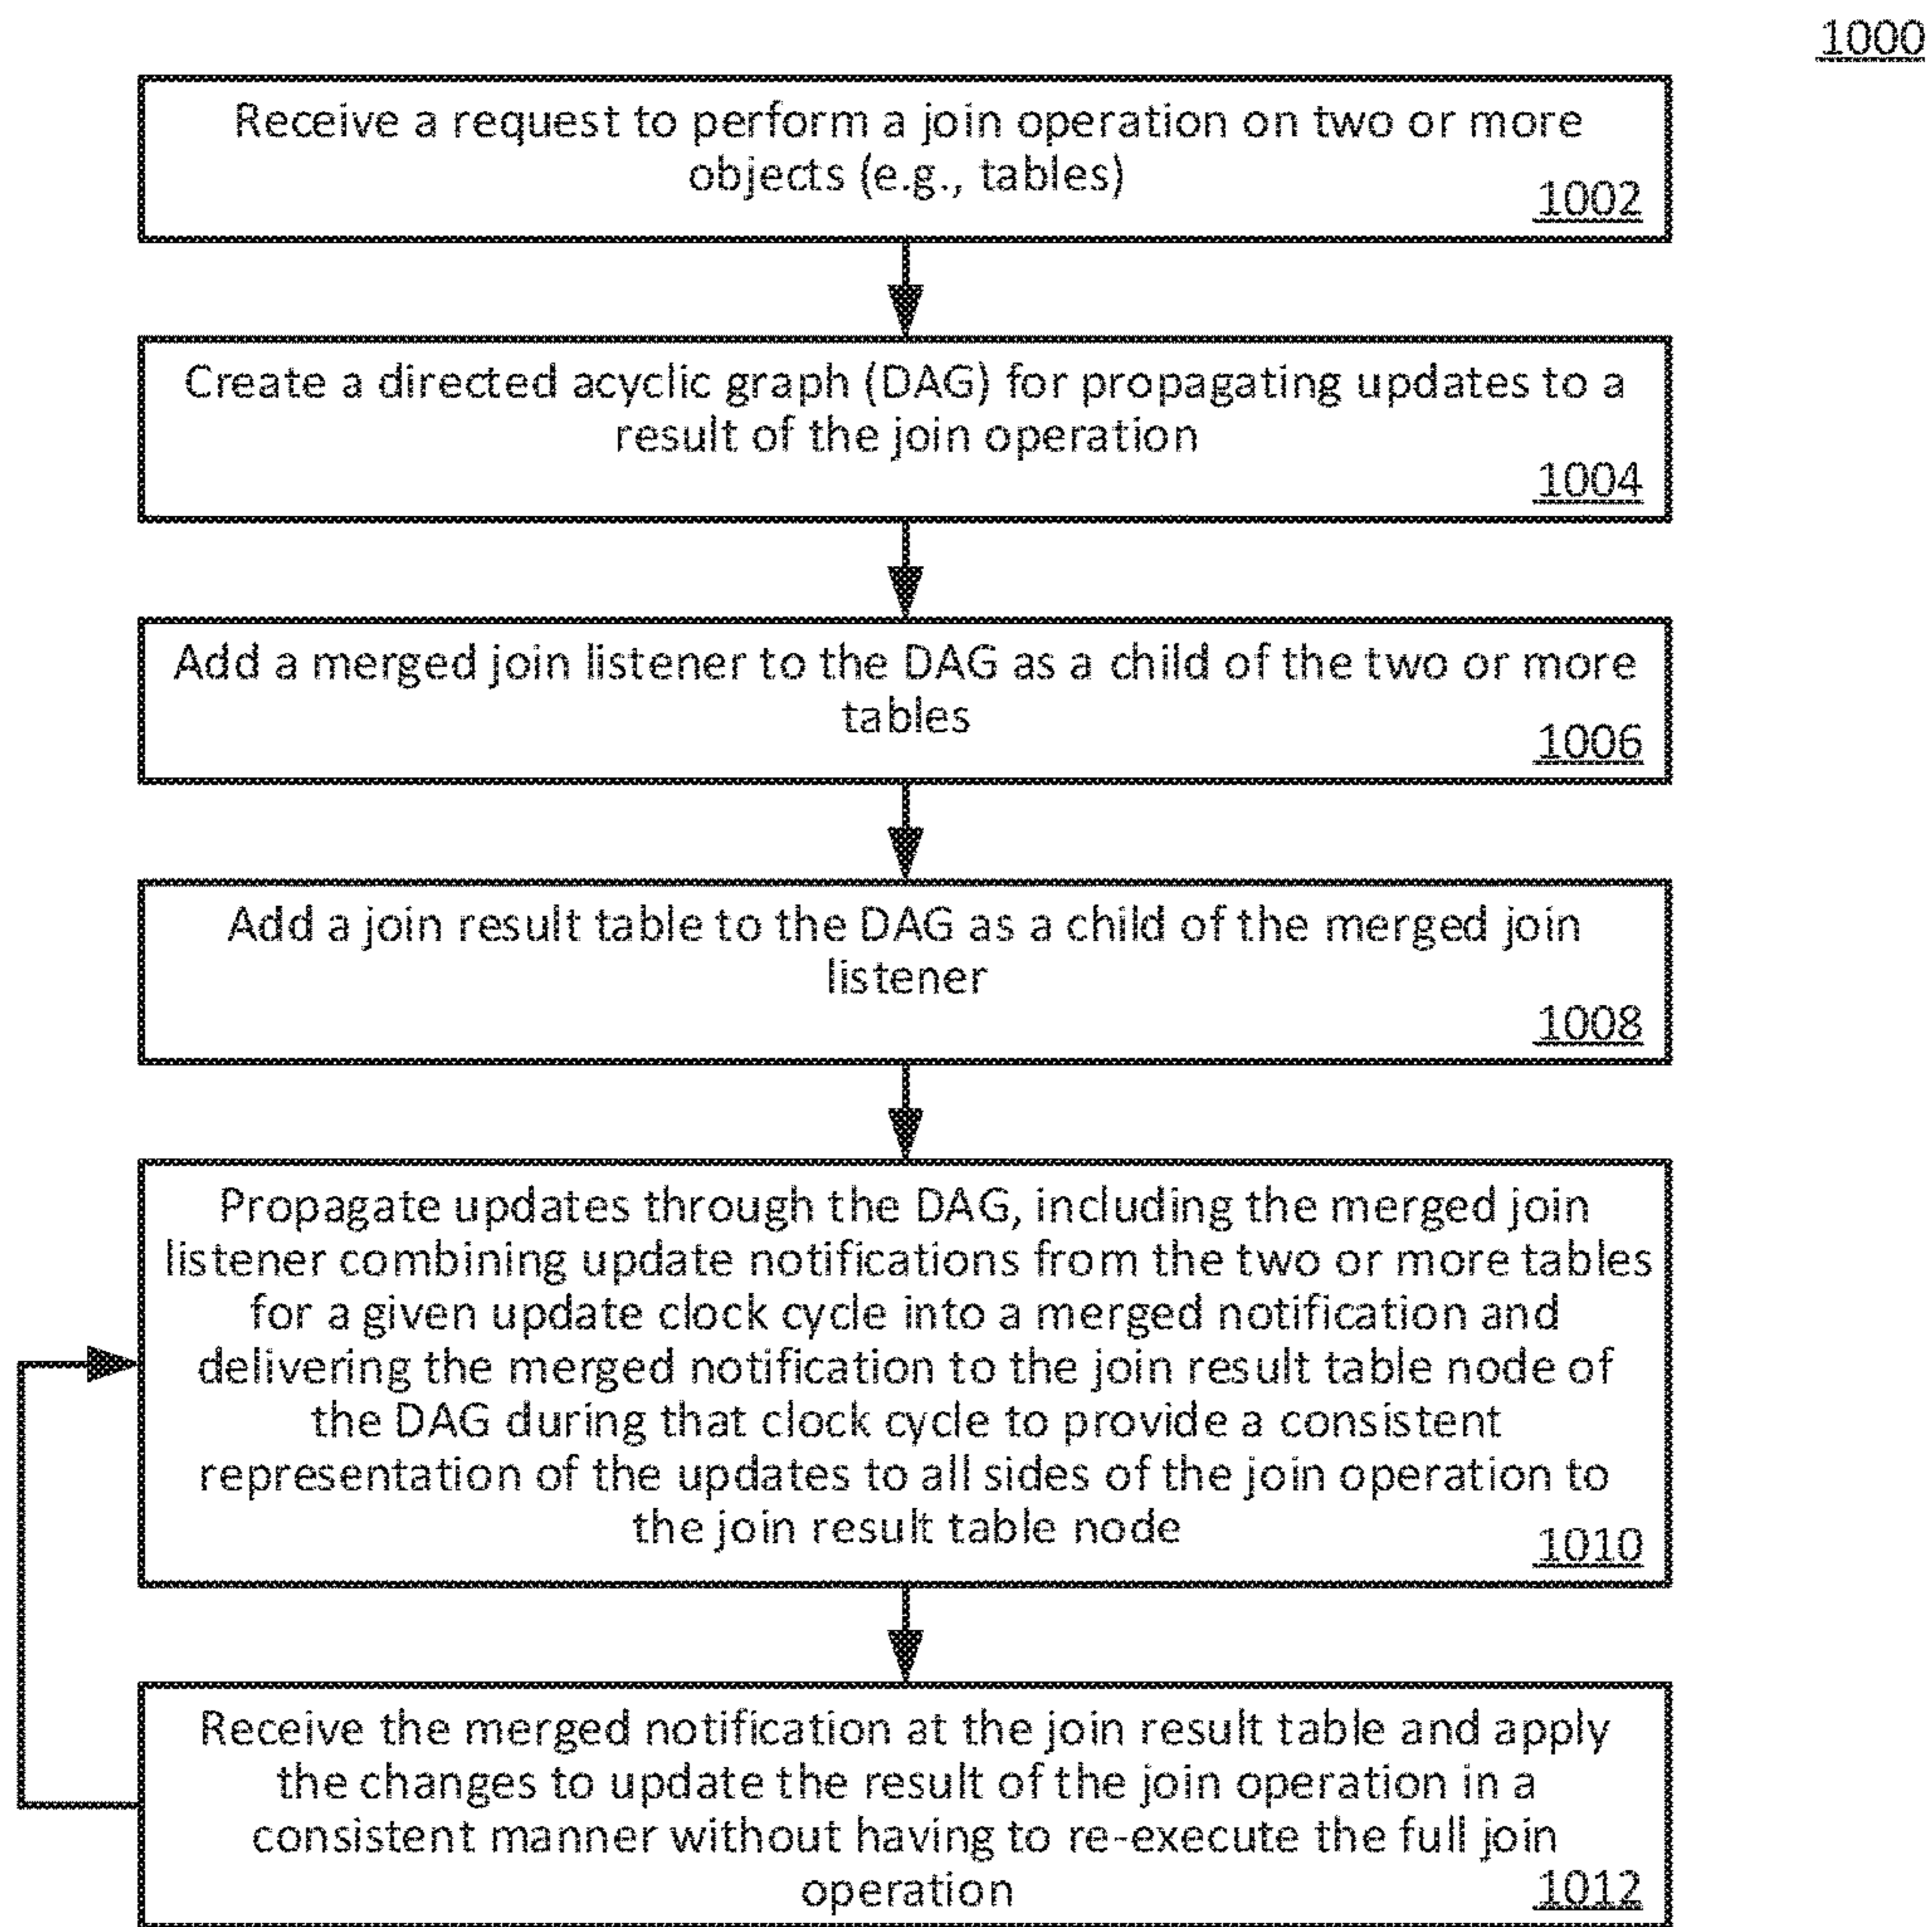 1000
Receive a request to perform a join operation on two or more
objects (e.g., tables)
1002
Create a directed acyclic graph (DAG) for propagating updates to a
result of the join operation
1004
Add a merged join listener to the DAG as a child of the two or more
tables
1006
Add a join result table to the DAG as a child of the merged join
listener
1008
Propagate updates through the DAG, including the merged join
listener combining update notifications from the two or more tables
for a given update clock cycle into a merged notification and
delivering the merged notification to the join result table node of
the DAG during that clock cycle to provide a consistent
representation of the updates to all sides of the join operation to
the join result table node
1010
Receive the merged notification at the join result table and apply
the changes to update the result of the join operation in a
consistent manner without having to re-execute the full join
operation
1012